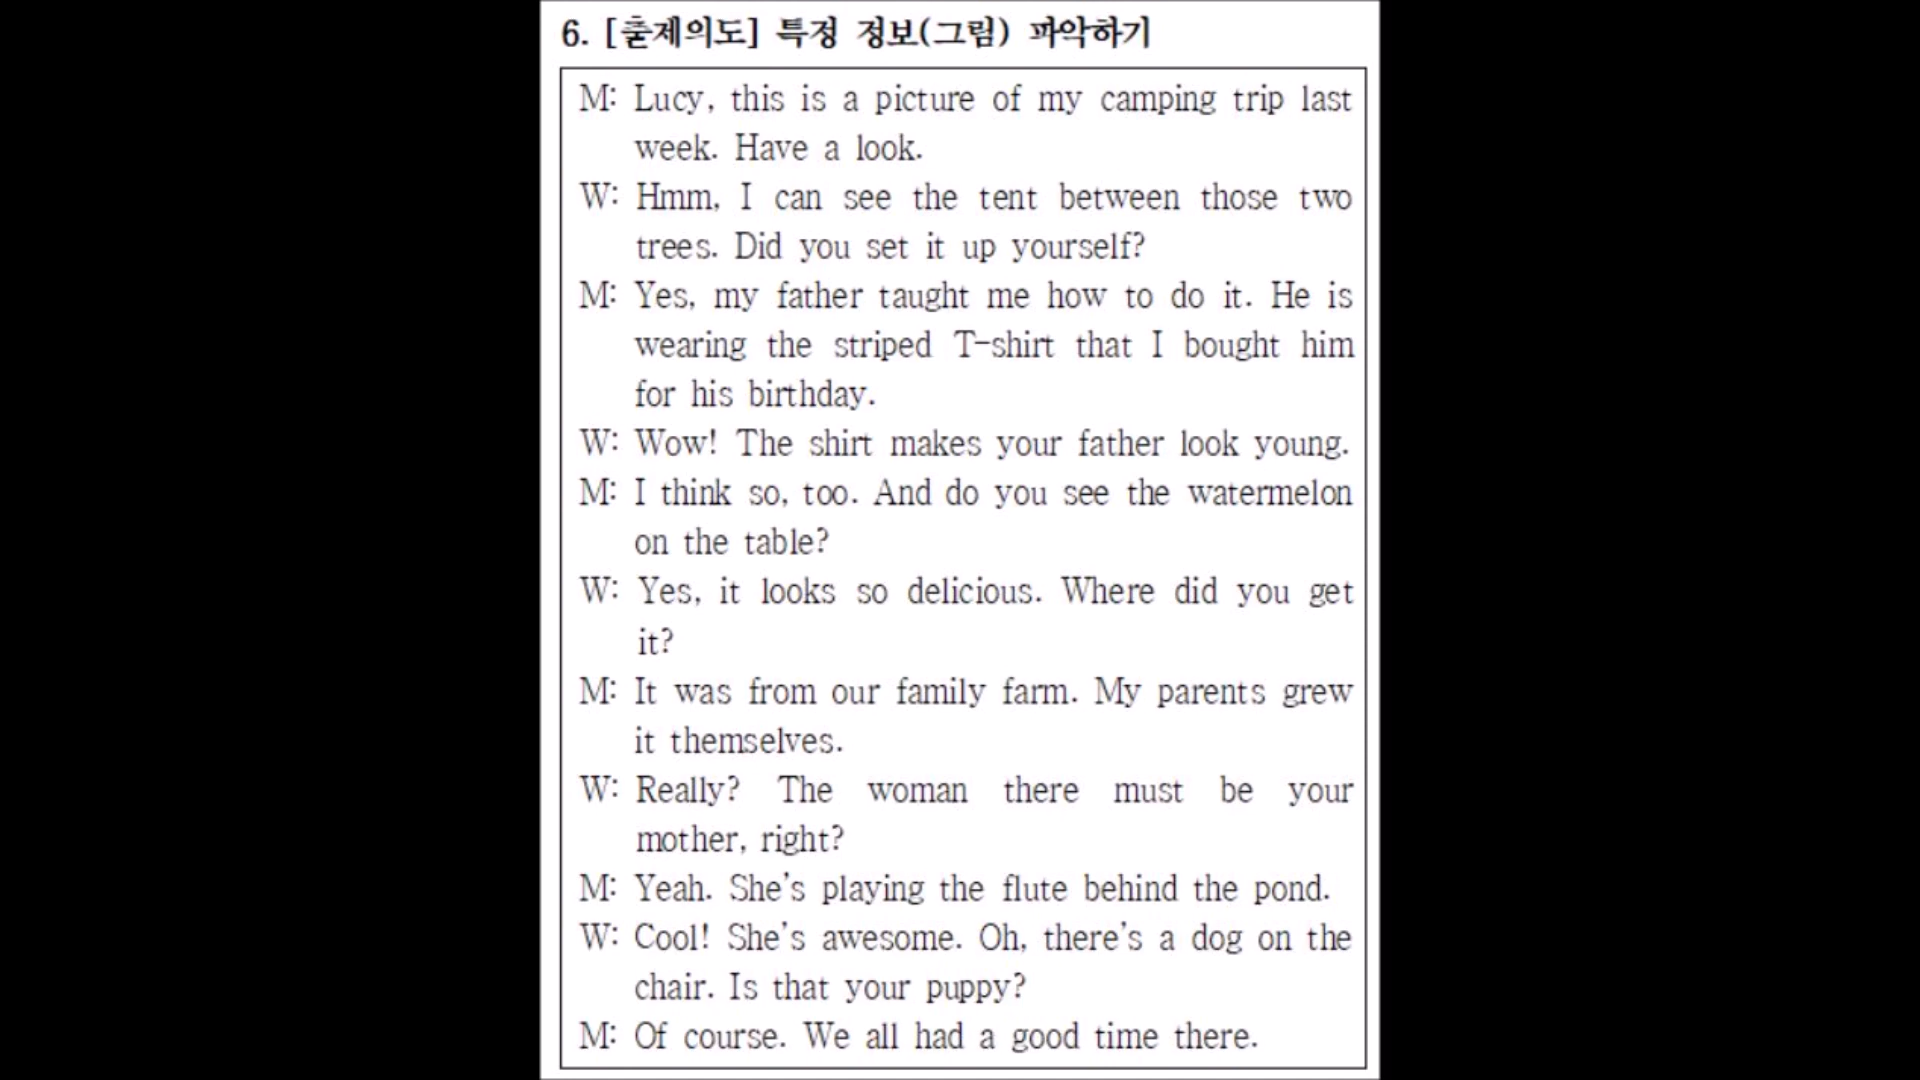 6. [출제의도] 특정 정보(그림) 파악하기
M: Lucy, this is a picture of my camping trip last
week. Have a look.
W: Hmm, I can see the tent between those two
trees. Did you set it up yourself?
M: Yes, my father taught me how to do it. He is
wearing the striped T-shirt that I bought him
for his birthday.
W: Wow! The shirt makes your father look young.
M: I think so, too. And do you see the watermelon
on the table?
W: Yes, it looks so delicious. Where did you get
it?
M: It was from our family farm. My parents grew
it themselves.
W: Really? The woman there must be your
mother, right?
M: Yeah. She's playing the flute behind the pond.
W: Cool! She's awesome. Oh, there's a dog on the
chair. Is that your puppy?
M: Of course. We all had a good time there.